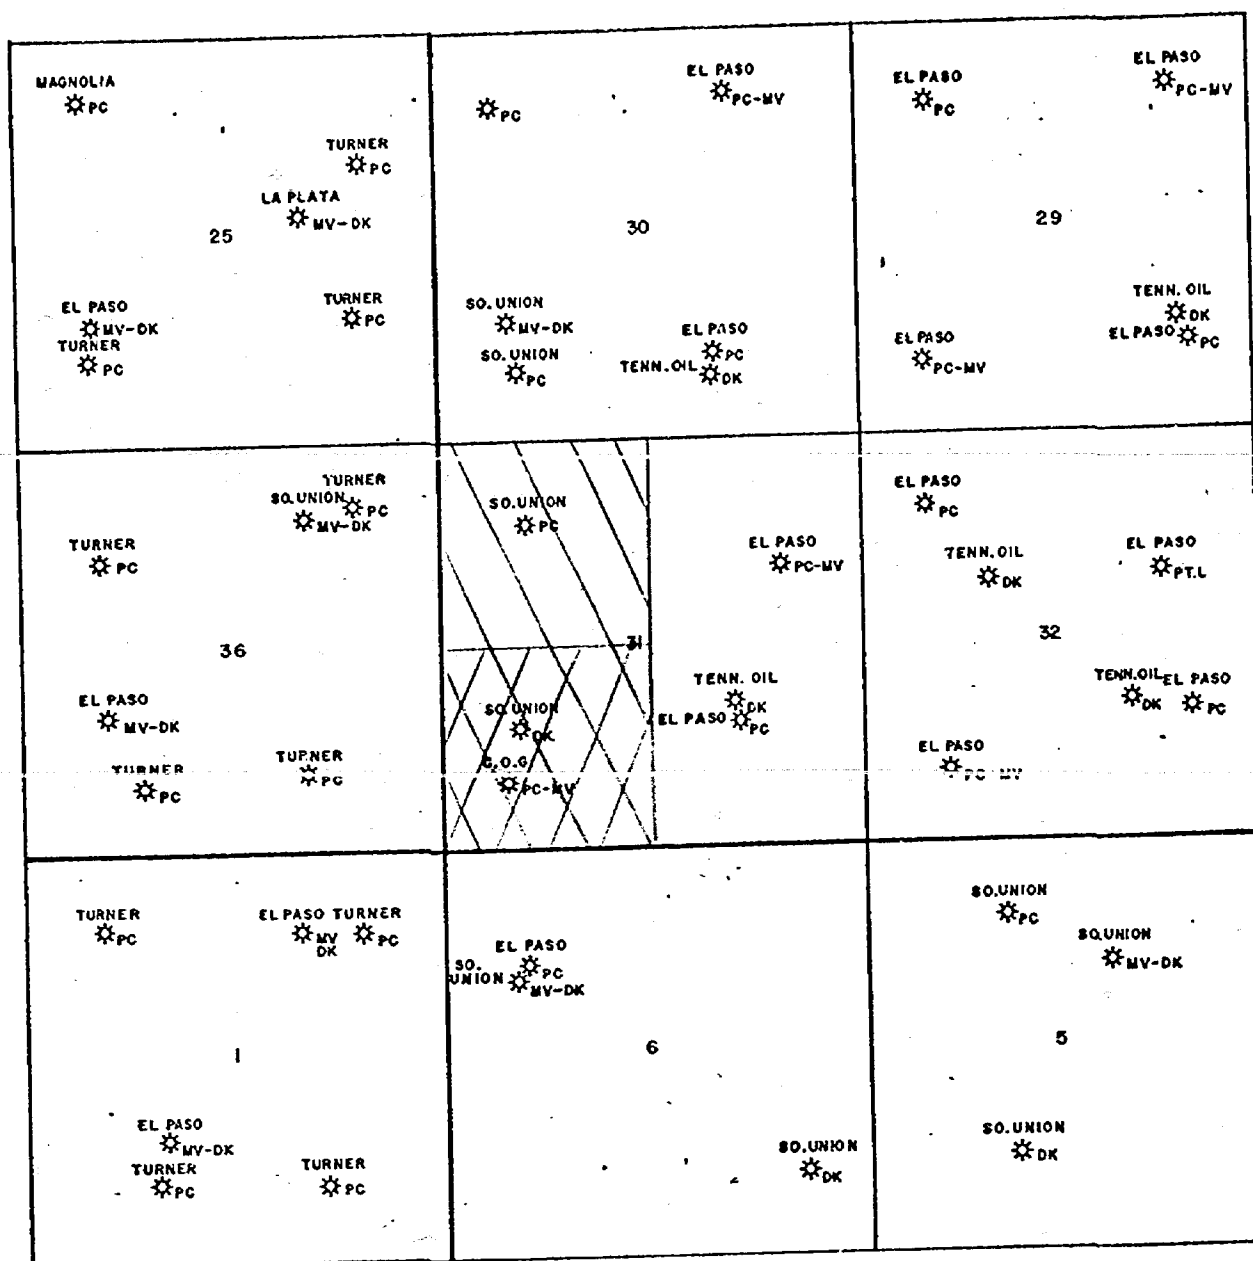 MAGNOLIA
PC
TURNER
PC
LA PLATA
MV-DK
25
EL PASO
MV-DK
TURNER
PC
TURNER
PC
PC
EL PASO
PC-MV
30
SO. UNION
MV-DK
SO. UNION
PC
EL PASO
PC
TENN. OIL
DK
EL PASO
PC
EL PASO
PC-MV
29
TENN. OIL
DK
EL PASO
PC
EL PASO
PC-MV
TURNER
PC
SO. UNION
MV-DK
TURNER
PC
36
EL PASO
MV-DK
TURNER
PC
TURNER
PC
SO. UNION
PC
EL PASO
PC-MV
31
TENN. OIL
DK
EL PASO
PC
SO. UNION
DK
G.O.G.
PC-MV
EL PASO
PC
TENN. OIL
DK
EL PASO
PT.L
32
TENN. OIL
DK
EL PASO
PC
EL PASO
PC-MV
TURNER
PC
EL PASO
MV
DK
TURNER
PC
1
EL PASO
MV-DK
TURNER
PC
TURNER
PC
EL PASO
PC
SO.
UNION
MV-DK
6
SO. UNION
DK
SO. UNION
PC
SO. UNION
MV-DK
5
SO. UNION
DK